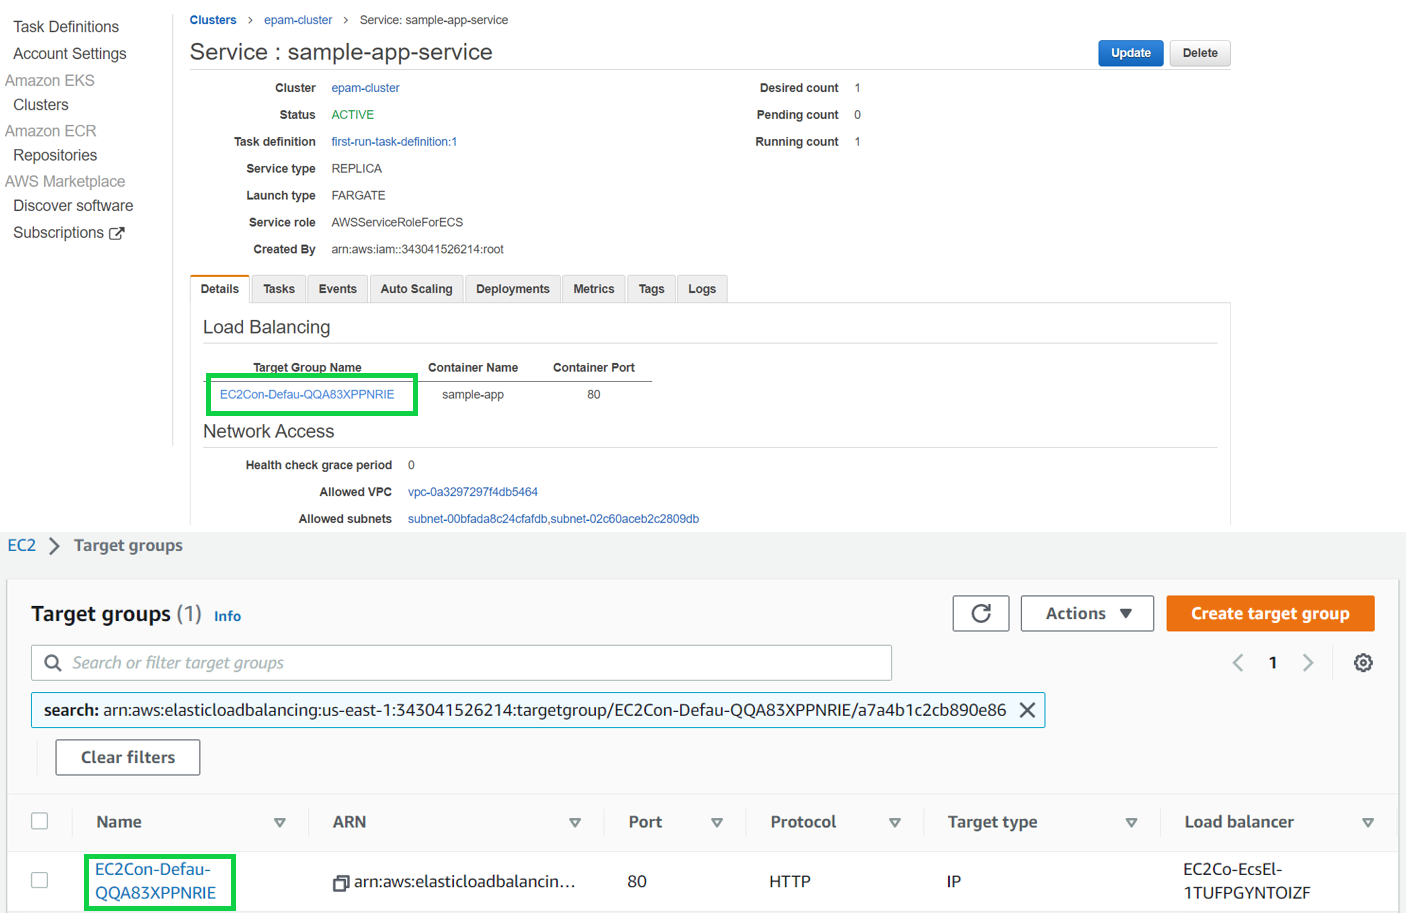 Task Definitions
Account Settings
Amazon EKS
Clusters
Amazon ECR
Repositories
AWS Marketplace
Discover software
Subscriptions
Clusters > epam-cluster > Service: sample-app-service
Service : sample-app-service
Update Delete
Cluster epam-cluster
Desired count 1
Status ACTIVE
Pending count 0
Task definition first-run-task-definition:1
Running count 1
Service type REPLICA
Launch type FARGATE
Service role AWSServiceRoleForECS
Created By arn:aws:iam::343041526214:root
Details Tasks Events Auto Scaling Deployments Metrics Tags Logs
Load Balancing
Target Group Name Container Name Container Port
EC2Con-Defau-QQA83XPPNRIE sample-app 80
Network Access
Health check grace period 0
Allowed VPC vpc-0a3297297f4db5464
Allowed subnets subnet-00bfada8c24cfafdb,subnet-02c60aceb2c2809db
EC2 > Target groups
Target groups (1) Info
Actions Create target group
Search or filter target groups
1
search: arn:aws:elasticloadbalancing:us-east-1:343041526214:targetgroup/EC2Con-Defau-QQA83XPPNRIE/a7a4b1c2cb890e86
Clear filters
Name ARN Port Protocol Target type Load balancer
EC2Con-Defau-
QQA83XPPNRIE
arn:aws:elasticloadbalancin... 80 HTTP IP
EC2Co-EcsEl-
1TUFPGYNTOIZF